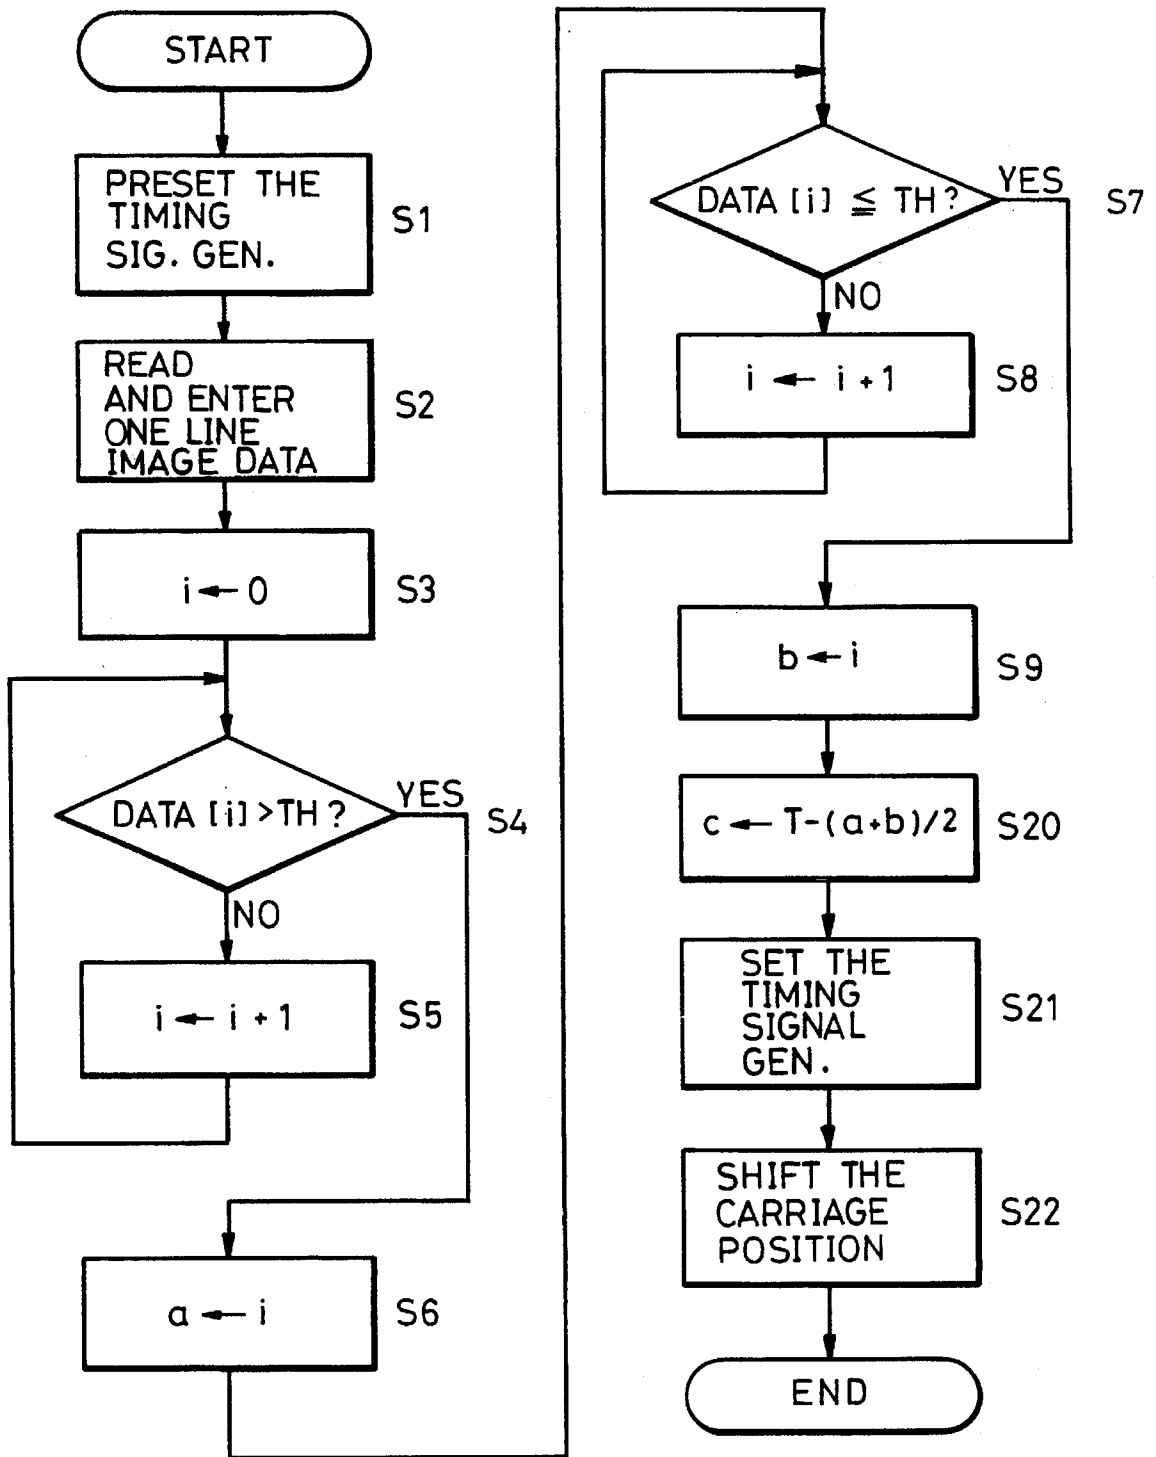 START
PRESET THE
TIMING
SIG. GEN.
S1
READ
AND ENTER
ONE LINE
IMAGE DATA
S2
i ← 0
S3
DATA [i] > TH ?
YES
S4
NO
i ← i + 1
S5
a ← i
S6
DATA [i] ≦ TH ?
YES
S7
NO
i ← i + 1
S8
b ← i
S9
c ← T-(a+b)/2
S20
SET THE
TIMING
SIGNAL
GEN.
S21
SHIFT THE
CARRIAGE
POSITION
S22
END